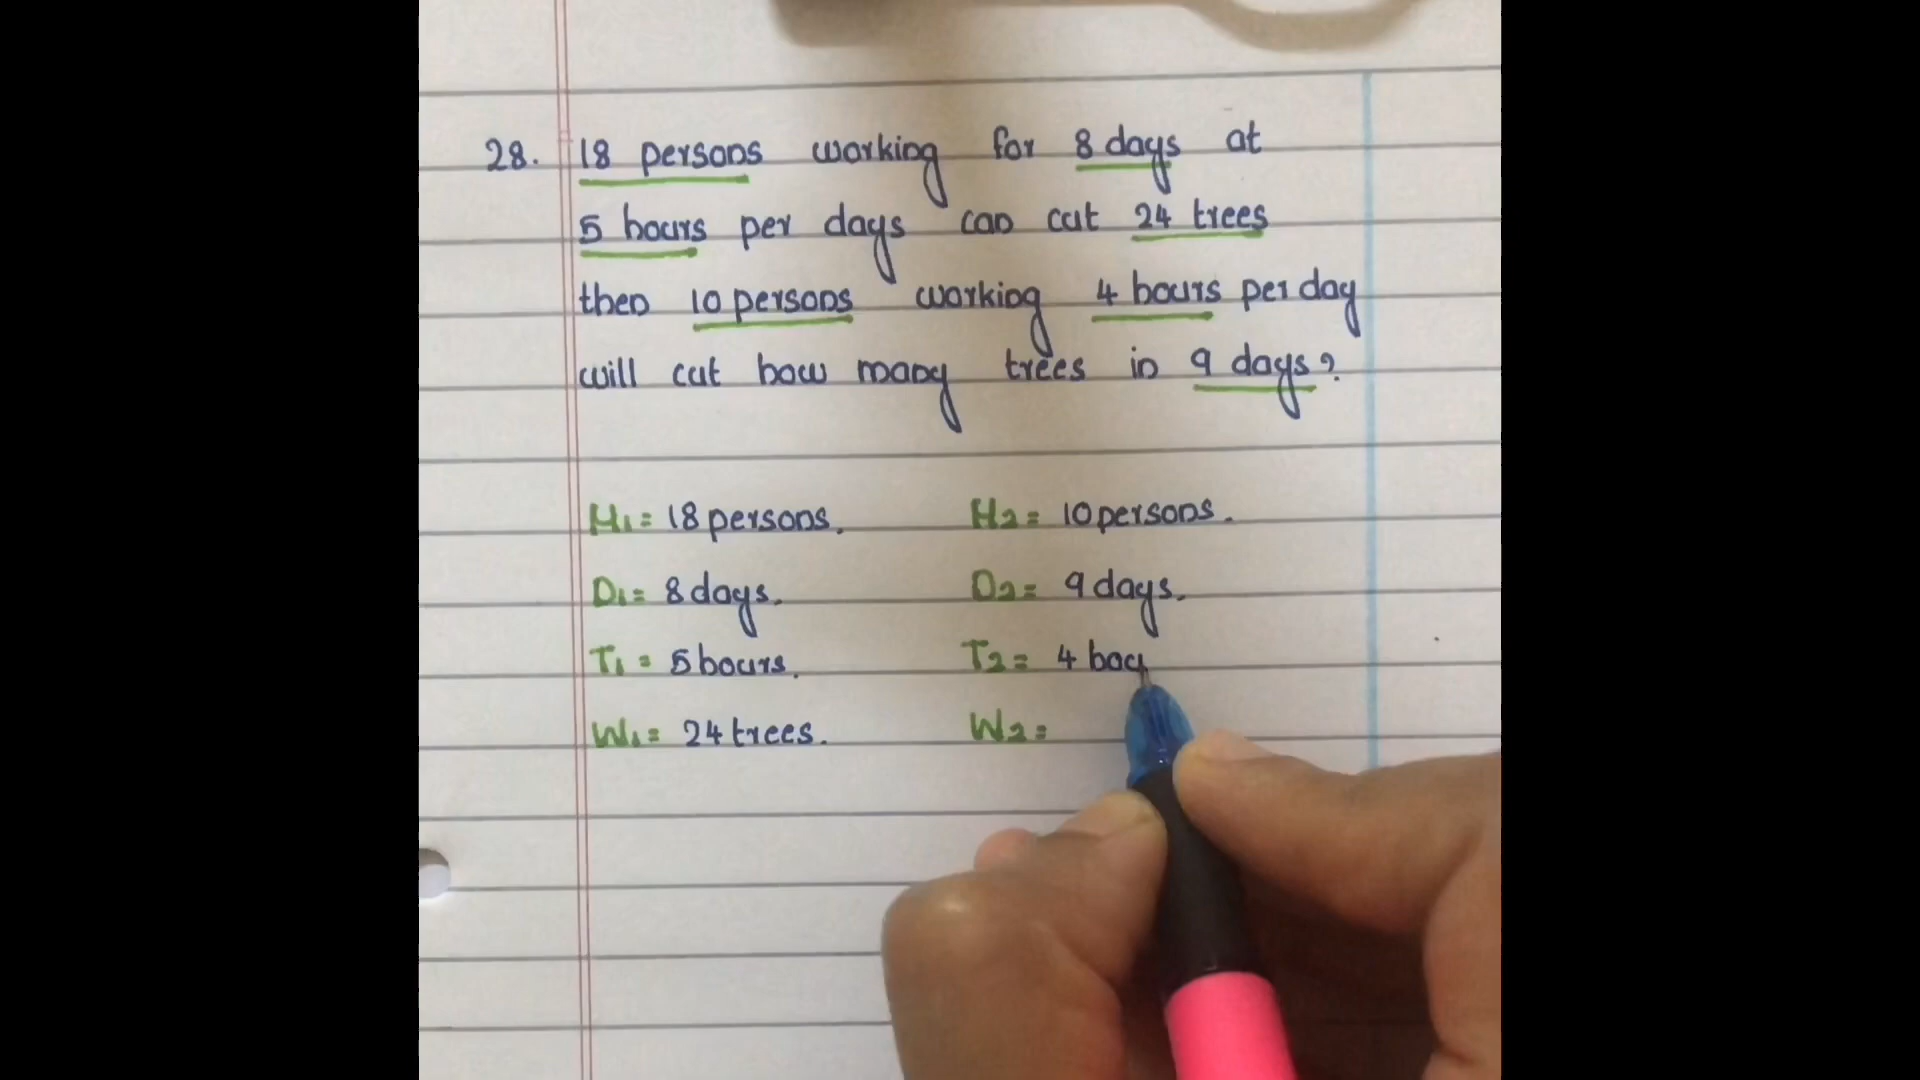 28. 18 persons working for 8 days at
5 hours per days can cut 24 trees
then 10 persons working 4 hours per day
will cut how many trees in 9 days?
M₁= 18 persons. M₂= 10 persons.
D₁= 8 days. D₂= 9 days.
T₁= 5 hours. T₂= 4 hou
W₁= 24 trees. W₂=